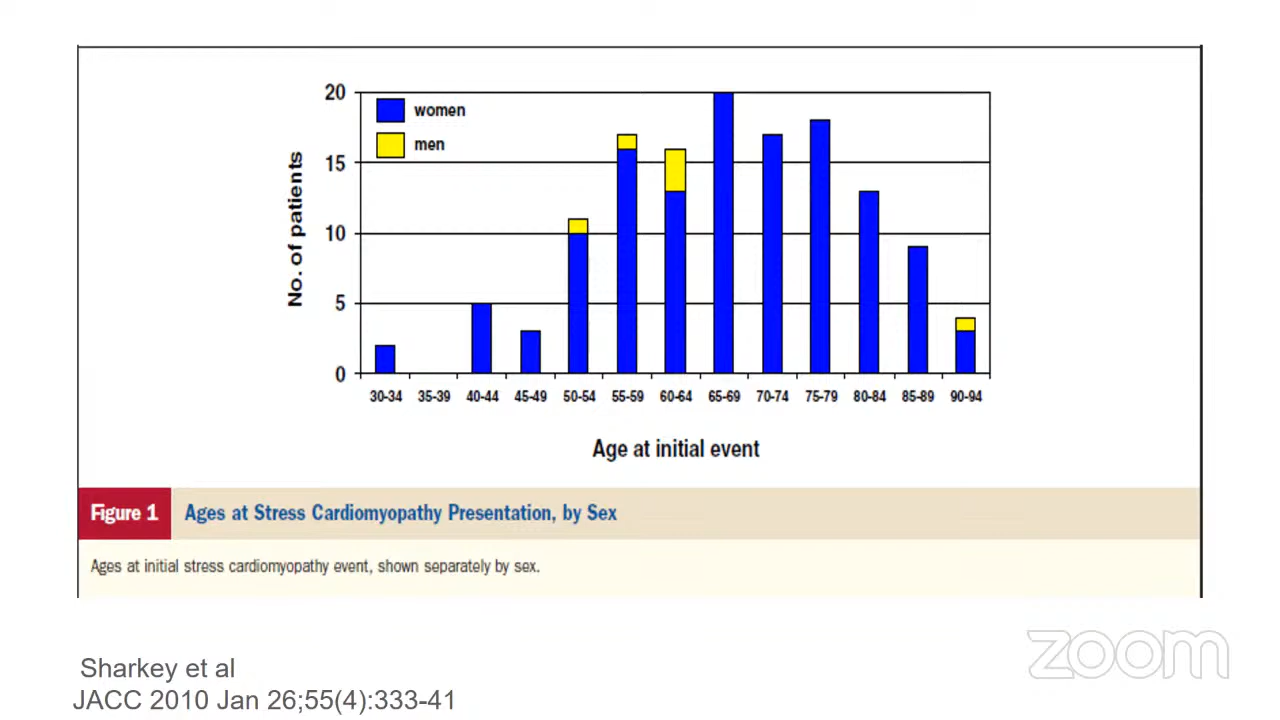 20
women
men
15
10
5
0
No. of patients
30-34 35-39 40-44 45-49 50-54 55-59 60-64 65-69 70-74 75-79 80-84 85-89 90-94
Age at initial event
Figure 1 Ages at Stress Cardiomyopathy Presentation, by Sex
Ages at initial stress cardiomyopathy event, shown separately by sex.
Sharkey et al
JACC 2010 Jan 26;55(4):333-41
zoom